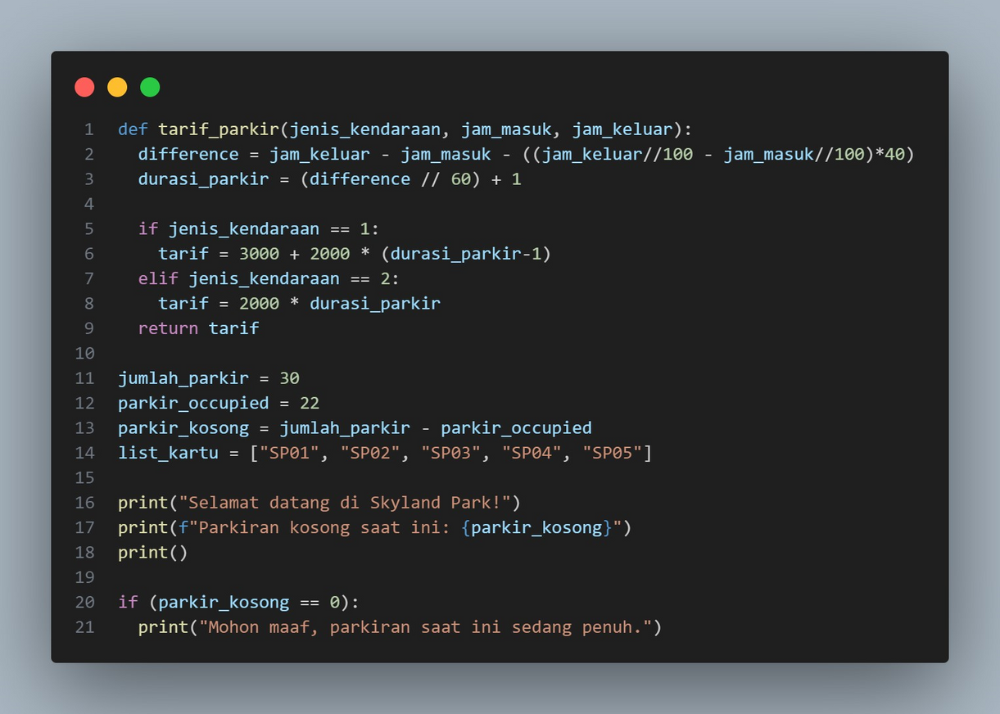 1 def tarif_parkir(jenis_kendaraan, jam_masuk, jam_keluar):
2   difference = jam_keluar - jam_masuk - ((jam_keluar//100 - jam_masuk//100)*40)
3   durasi_parkir = (difference // 60) + 1
4
5   if jenis_kendaraan == 1:
6     tarif = 3000 + 2000 * (durasi_parkir-1)
7   elif jenis_kendaraan == 2:
8     tarif = 2000 * durasi_parkir
9   return tarif
10
11 jumlah_parkir = 30
12 parkir_occupied = 22
13 parkir_kosong = jumlah_parkir - parkir_occupied
14 list_kartu = ["SP01", "SP02", "SP03", "SP04", "SP05"]
15
16 print("Selamat datang di Skyland Park!")
17 print(f"Parkiran kosong saat ini: {parkir_kosong}")
18 print()
19
20 if (parkir_kosong == 0):
21   print("Mohon maaf, parkiran saat ini sedang penuh.")